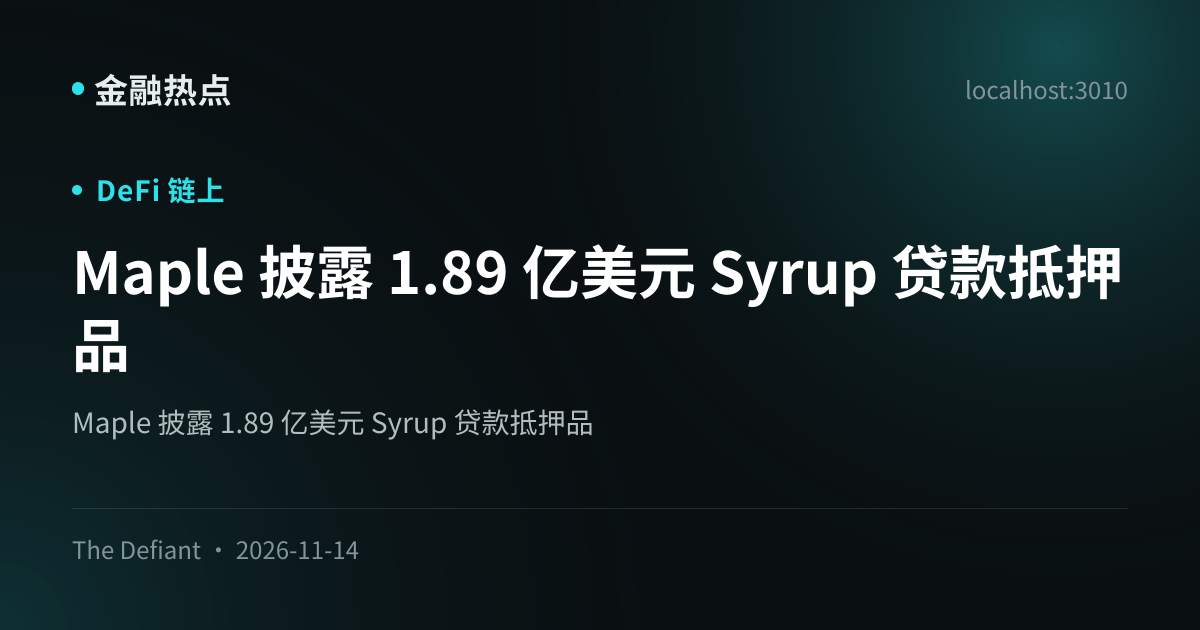 金融热点
localhost:3010
DeFi 链上
Maple 披露 1.89 亿美元 Syrup 贷款抵押
品
Maple 披露 1.89 亿美元 Syrup 贷款抵押品
The Defiant · 2026-11-14